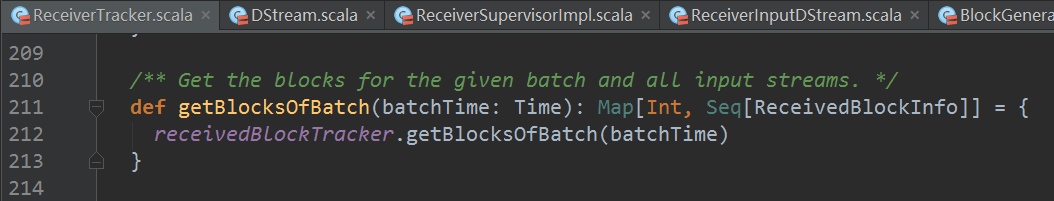 ReceiverTracker.scala × DStream.scala × ReceiverSupervisorImpl.scala × ReceiverInputDStream.scala × BlockGenera
209
210 /** Get the blocks for the given batch and all input streams. */
211 def getBlocksOfBatch(batchTime: Time): Map[Int, Seq[ReceivedBlockInfo]] = {
212 receivedBlockTracker.getBlocksOfBatch(batchTime)
213 }
214